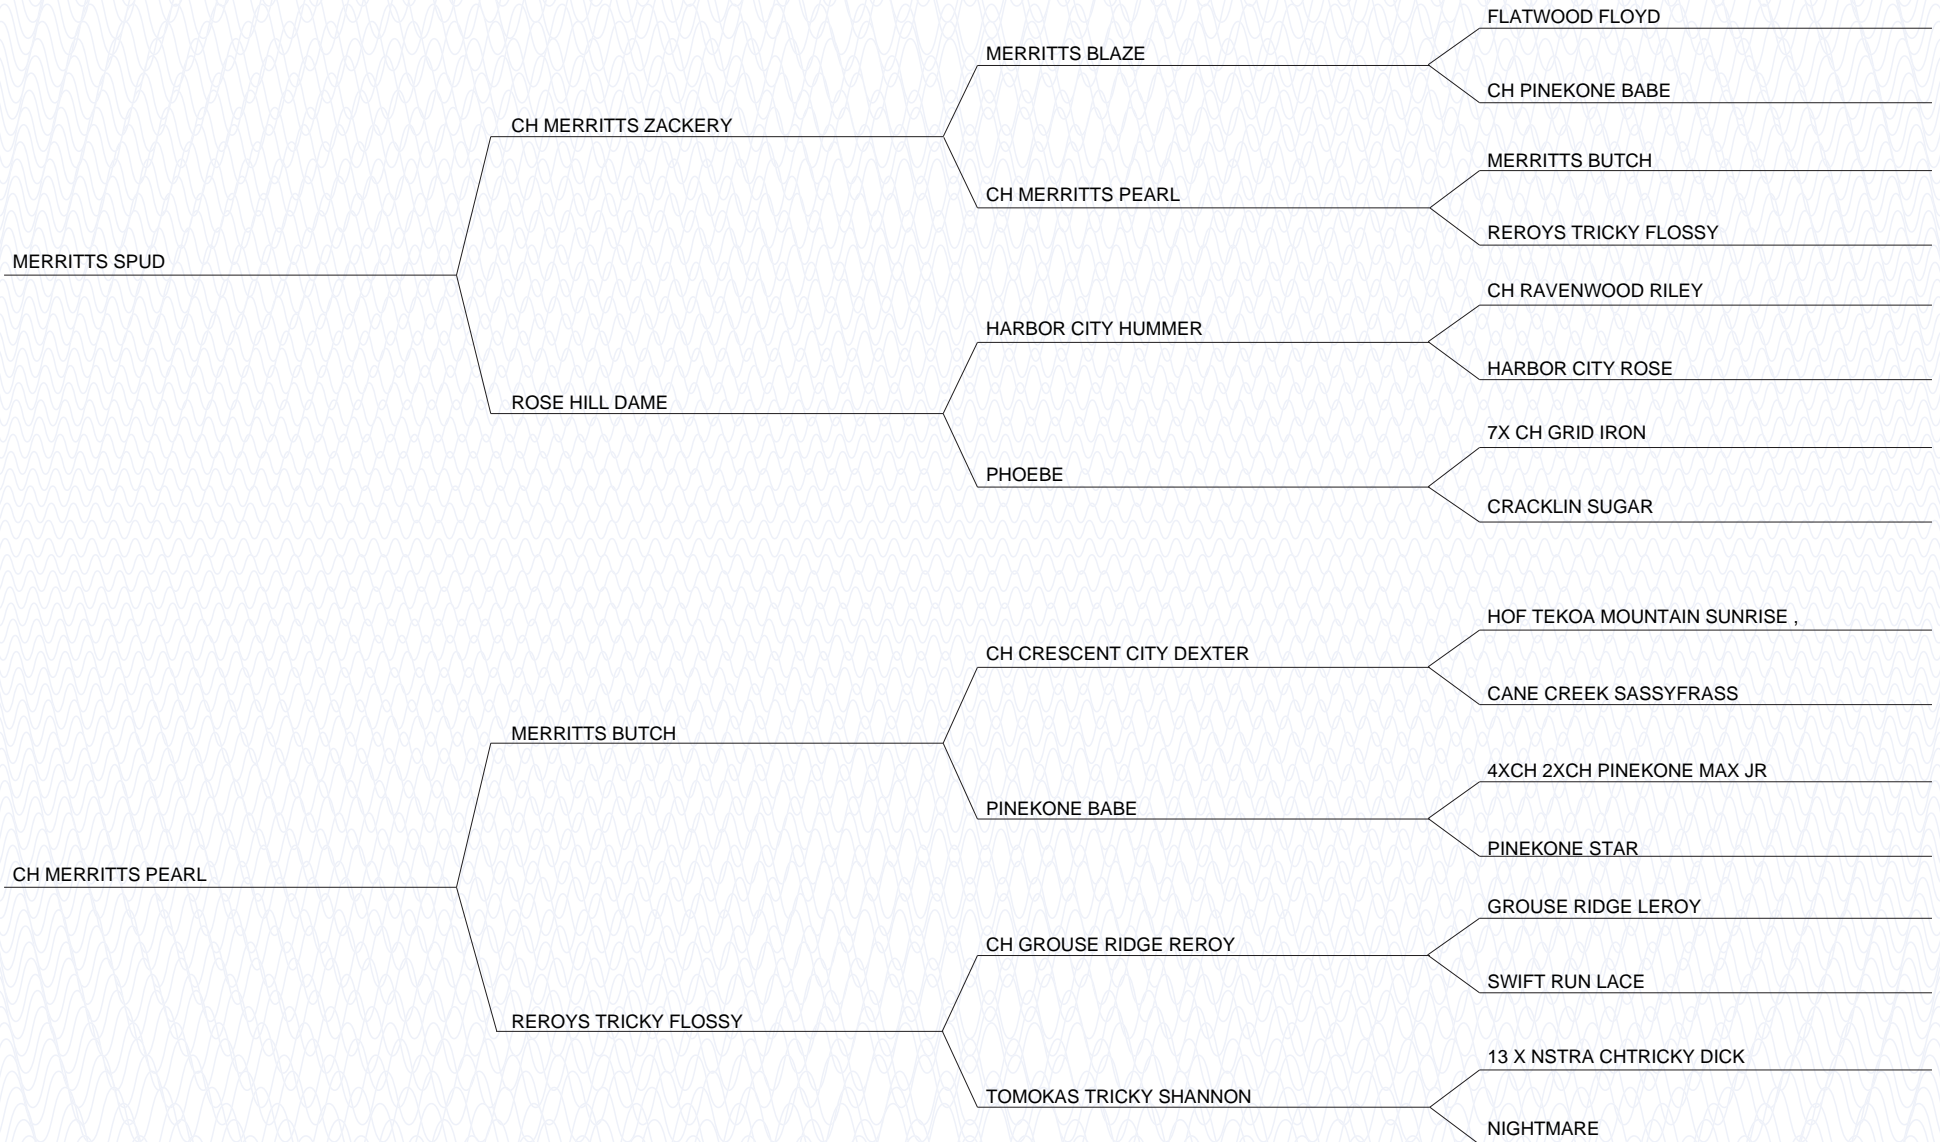 FLATWOOD FLOYD
MERRITTS BLAZE
CH PINEKONE BABE
CH MERRITTS ZACKERY
MERRITTS BUTCH
CH MERRITTS PEARL
REROYS TRICKY FLOSSY
MERRITTS SPUD
CH RAVENWOOD RILEY
HARBOR CITY HUMMER
HARBOR CITY ROSE
ROSE HILL DAME
7X CH GRID IRON
PHOEBE
CRACKLIN SUGAR
HOF TEKOA MOUNTAIN SUNRISE ,
CH CRESCENT CITY DEXTER
CANE CREEK SASSYFRASS
MERRITTS BUTCH
4XCH 2XCH PINEKONE MAX JR
PINEKONE BABE
PINEKONE STAR
CH MERRITTS PEARL
GROUSE RIDGE LEROY
CH GROUSE RIDGE REROY
SWIFT RUN LACE
REROYS TRICKY FLOSSY
13 X NSTRA CHTRICKY DICK
TOMOKAS TRICKY SHANNON
NIGHTMARE